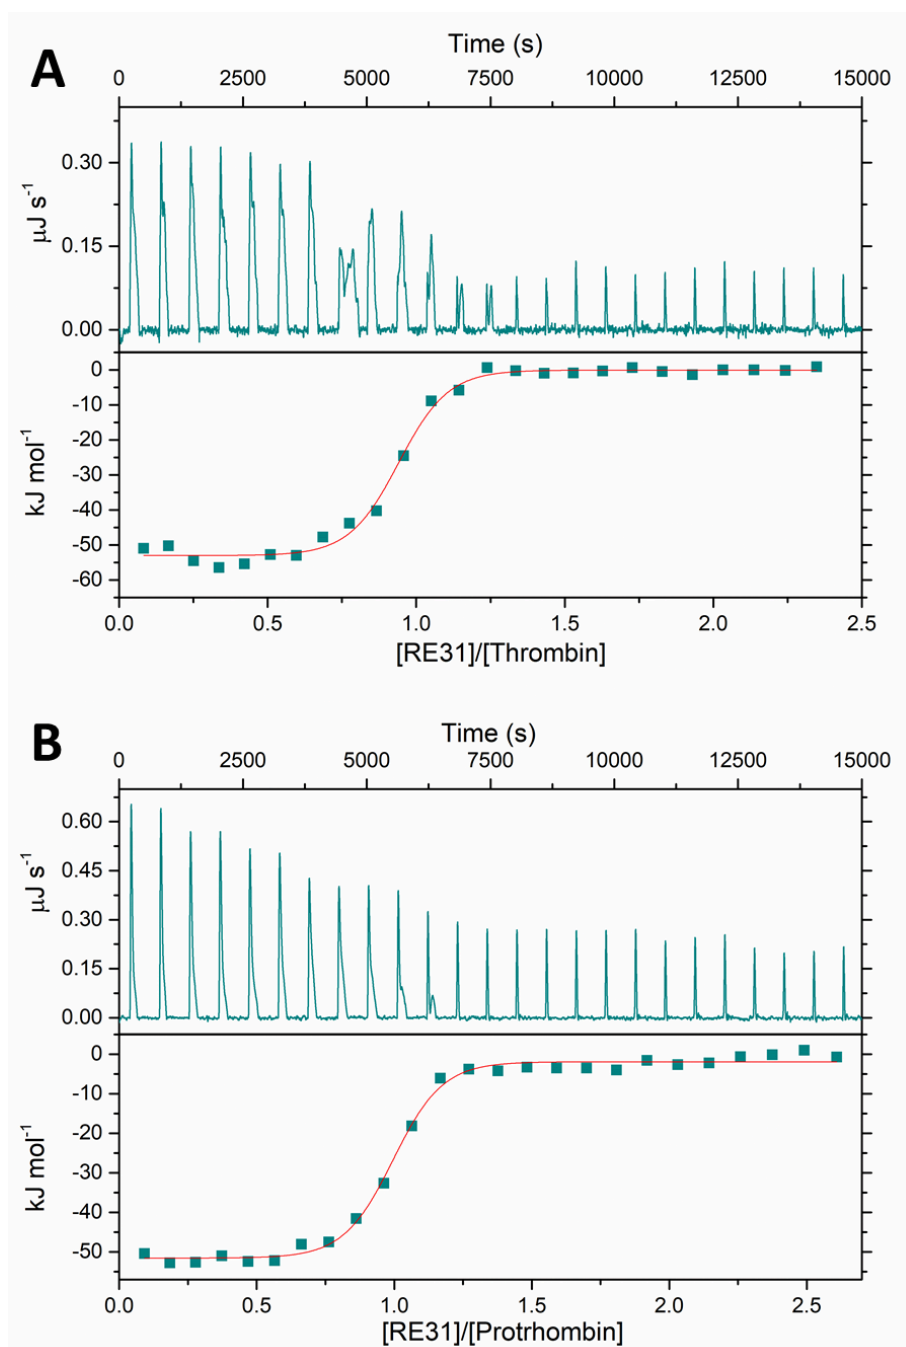 A
Time (s)
0 2500 5000 7500 10000 12500 15000
0.30
0.15
0.00
μJ s⁻¹
0
-10
-20
-30
-40
-50
-60
kJ mol⁻¹
0.0 0.5 1.0 1.5 2.0 2.5
[RE31]/[Thrombin]
B
Time (s)
0 2500 5000 7500 10000 12500 15000
0.60
0.45
0.30
0.15
0.00
μJ s⁻¹
0
-10
-20
-30
-40
-50
kJ mol⁻¹
0.0 0.5 1.0 1.5 2.0 2.5
[RE31]/[Protrhombin]